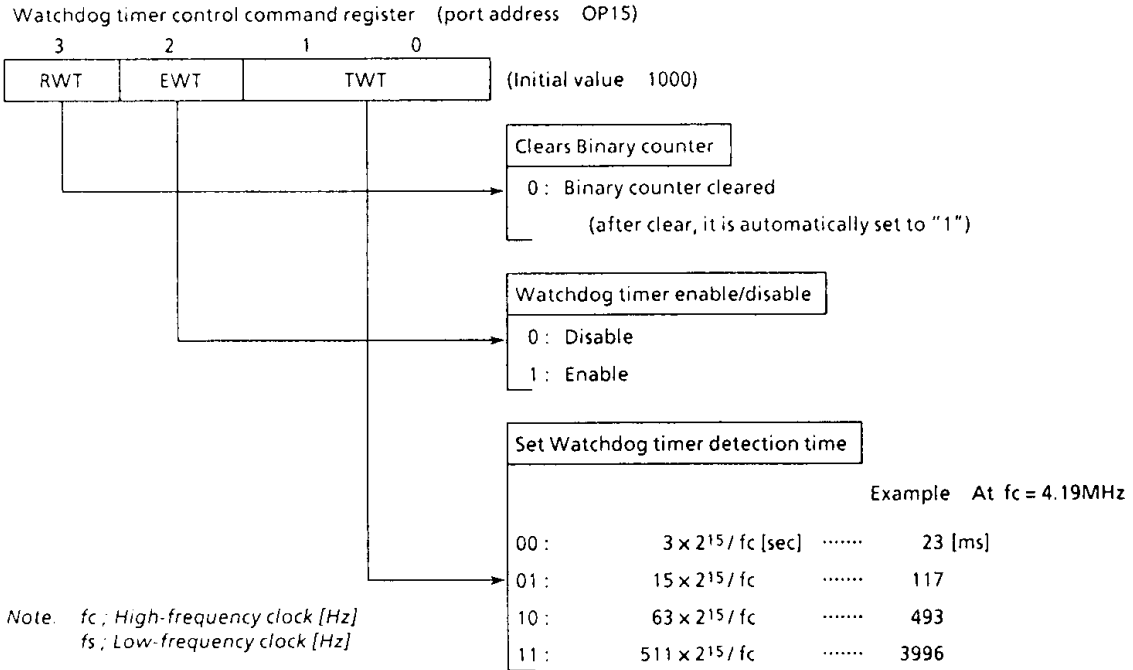 Watchdog timer control command register (port address OP15)
3 2 1 0
RWT EWT TWT (Initial value 1000)
Clears Binary counter
0 : Binary counter cleared
(after clear, it is automatically set to "1")
Watchdog timer enable/disable
0 : Disable
1 : Enable
Set Watchdog timer detection time
Example At fc = 4.19MHz
00 : 3 × 2¹⁵ / fc [sec] ······· 23 [ms]
01 : 15 × 2¹⁵ / fc ······· 117
10 : 63 × 2¹⁵ / fc ······· 493
11 : 511 × 2¹⁵ / fc ······· 3996
Note. fc ; High-frequency clock [Hz]
fs ; Low-frequency clock [Hz]